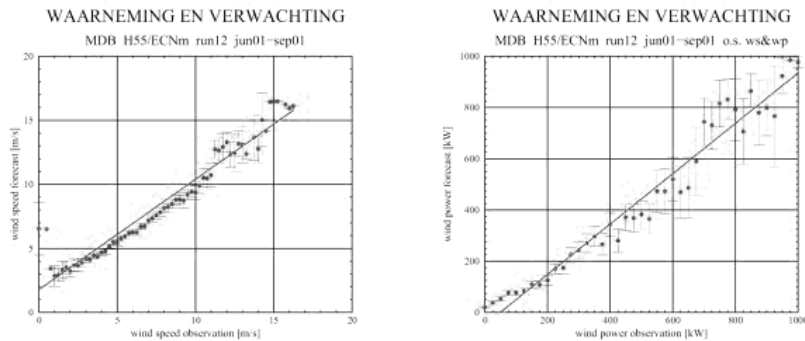 WAARNEMING EN VERWACHTING
MDB H55/ECNm run12 jun01-sep01
20
15
10
5
0
wind speed forecast [m/s]
0 5 10 15 20
wind speed observation [m/s]
WAARNEMING EN VERWACHTING
MDB H55/ECNm run12 jun01-sep01 o.s. ws&wp
1000
800
600
400
200
0
wind power forecast [kW]
0 200 400 600 800 1000
wind power observation [kW]